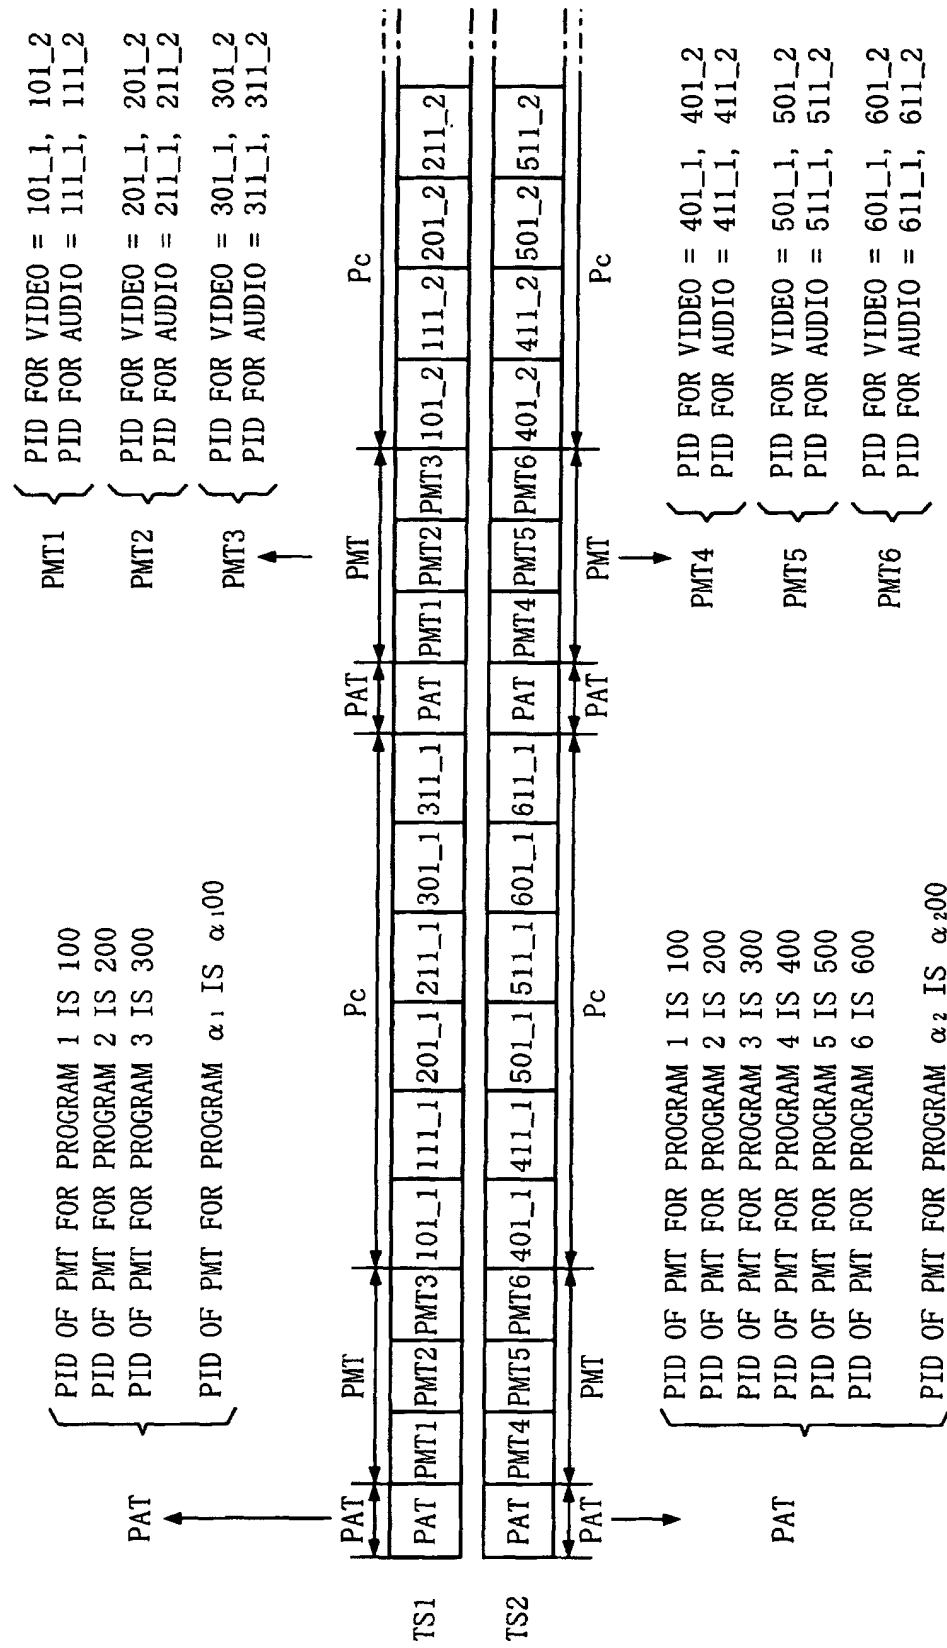 PID OF PMT FOR PROGRAM 1 IS 100
PID OF PMT FOR PROGRAM 2 IS 200
PID OF PMT FOR PROGRAM 3 IS 300
PID OF PMT FOR PROGRAM α₁ IS α₁00
PAT
PMT1
PID FOR VIDEO = 101_1, 101_2
PID FOR AUDIO = 111_1, 111_2
PMT2
PID FOR VIDEO = 201_1, 201_2
PID FOR AUDIO = 211_1, 211_2
PMT3
PID FOR VIDEO = 301_1, 301_2
PID FOR AUDIO = 311_1, 311_2
PAT PMT Pc PAT PMT Pc
TS1 PAT PMT1 PMT2 PMT3 101_1 111_1 201_1 211_1 301_1 311_1 PAT PMT1 PMT2 PMT3 101_2 111_2 201_2 211_2
TS2 PAT PMT4 PMT5 PMT6 401_1 411_1 501_1 511_1 601_1 611_1 PAT PMT4 PMT5 PMT6 401_2 411_2 501_2 511_2
PAT PMT Pc PAT PMT Pc
PAT
PID OF PMT FOR PROGRAM 1 IS 100
PID OF PMT FOR PROGRAM 2 IS 200
PID OF PMT FOR PROGRAM 3 IS 300
PID OF PMT FOR PROGRAM 4 IS 400
PID OF PMT FOR PROGRAM 5 IS 500
PID OF PMT FOR PROGRAM 6 IS 600
PID OF PMT FOR PROGRAM α₂ IS α₂00
PMT4
PID FOR VIDEO = 401_1, 401_2
PID FOR AUDIO = 411_1, 411_2
PMT5
PID FOR VIDEO = 501_1, 501_2
PID FOR AUDIO = 511_1, 511_2
PMT6
PID FOR VIDEO = 601_1, 601_2
PID FOR AUDIO = 611_1, 611_2